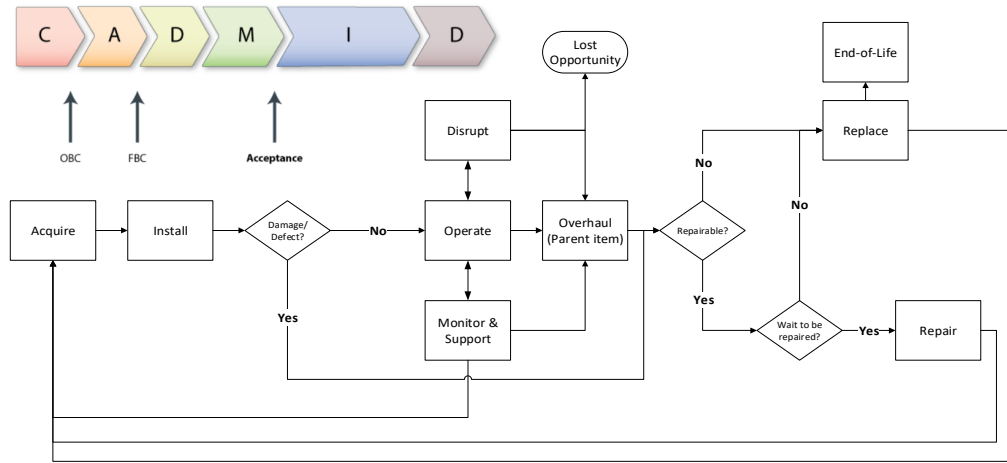 C A D M I D
OBC
FBC
Acceptance
Lost
Opportunity
End-of-Life
Disrupt
Replace
No
No
Acquire
Install
Damage/
Defect?
No
Operate
Overhaul
(Parent item)
Repairable?
Yes
Yes
Monitor &
Support
Wait to be
repaired?
Yes
Repair